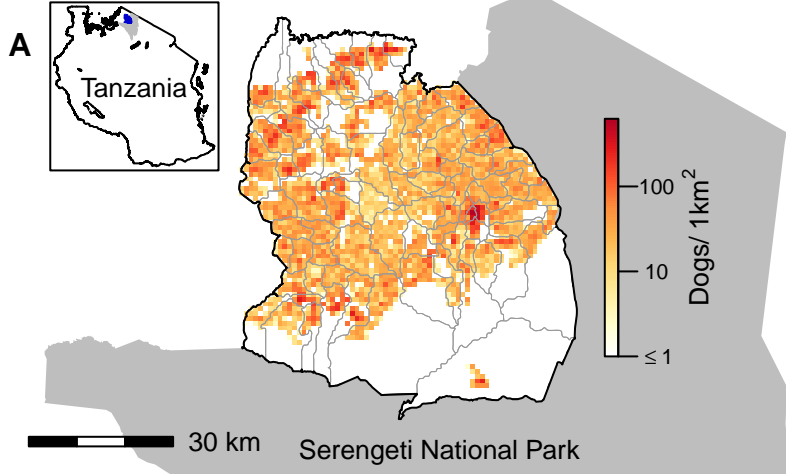 A
Tanzania
100
10
≤ 1
Dogs/ 1km²
30 km
Serengeti National Park